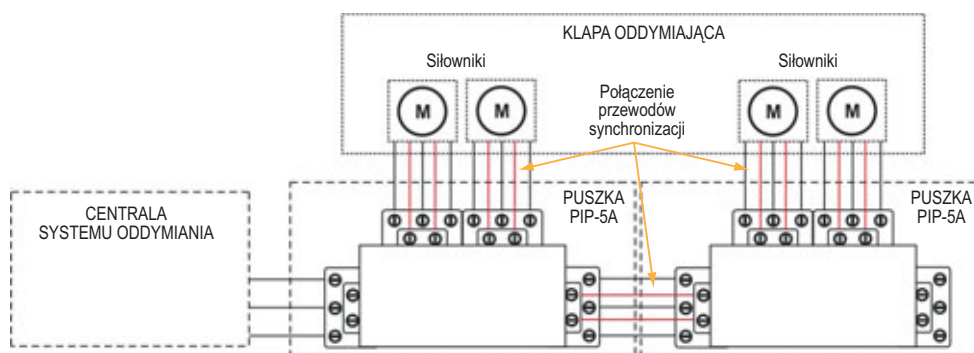 KLAPA ODDYMIAJĄCA
Siłowniki
Siłowniki
M
M
M
M
Połączenie
przewodów
synchronizacji
CENTRALA
SYSTEMU ODDYMIANIA
PUSZKA
PIP-5A
PUSZKA
PIP-5A